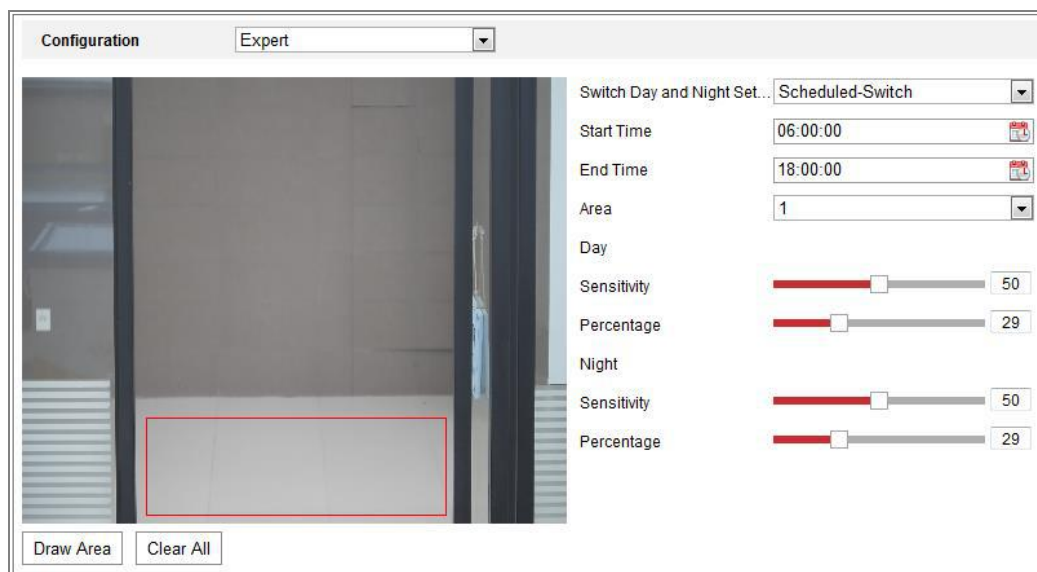 Configuration Expert
Switch Day and Night Set... Scheduled-Switch
Start Time 06:00:00
End Time 18:00:00
Area 1
Day
Sensitivity 50
Percentage 29
Night
Sensitivity 50
Percentage 29
Draw Area Clear All